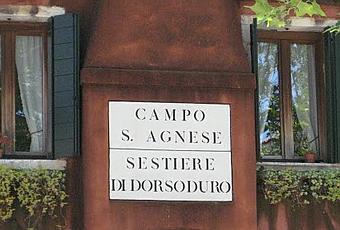 CAMPO
S. AGNESE
SESTIERE
DI DORSODURO